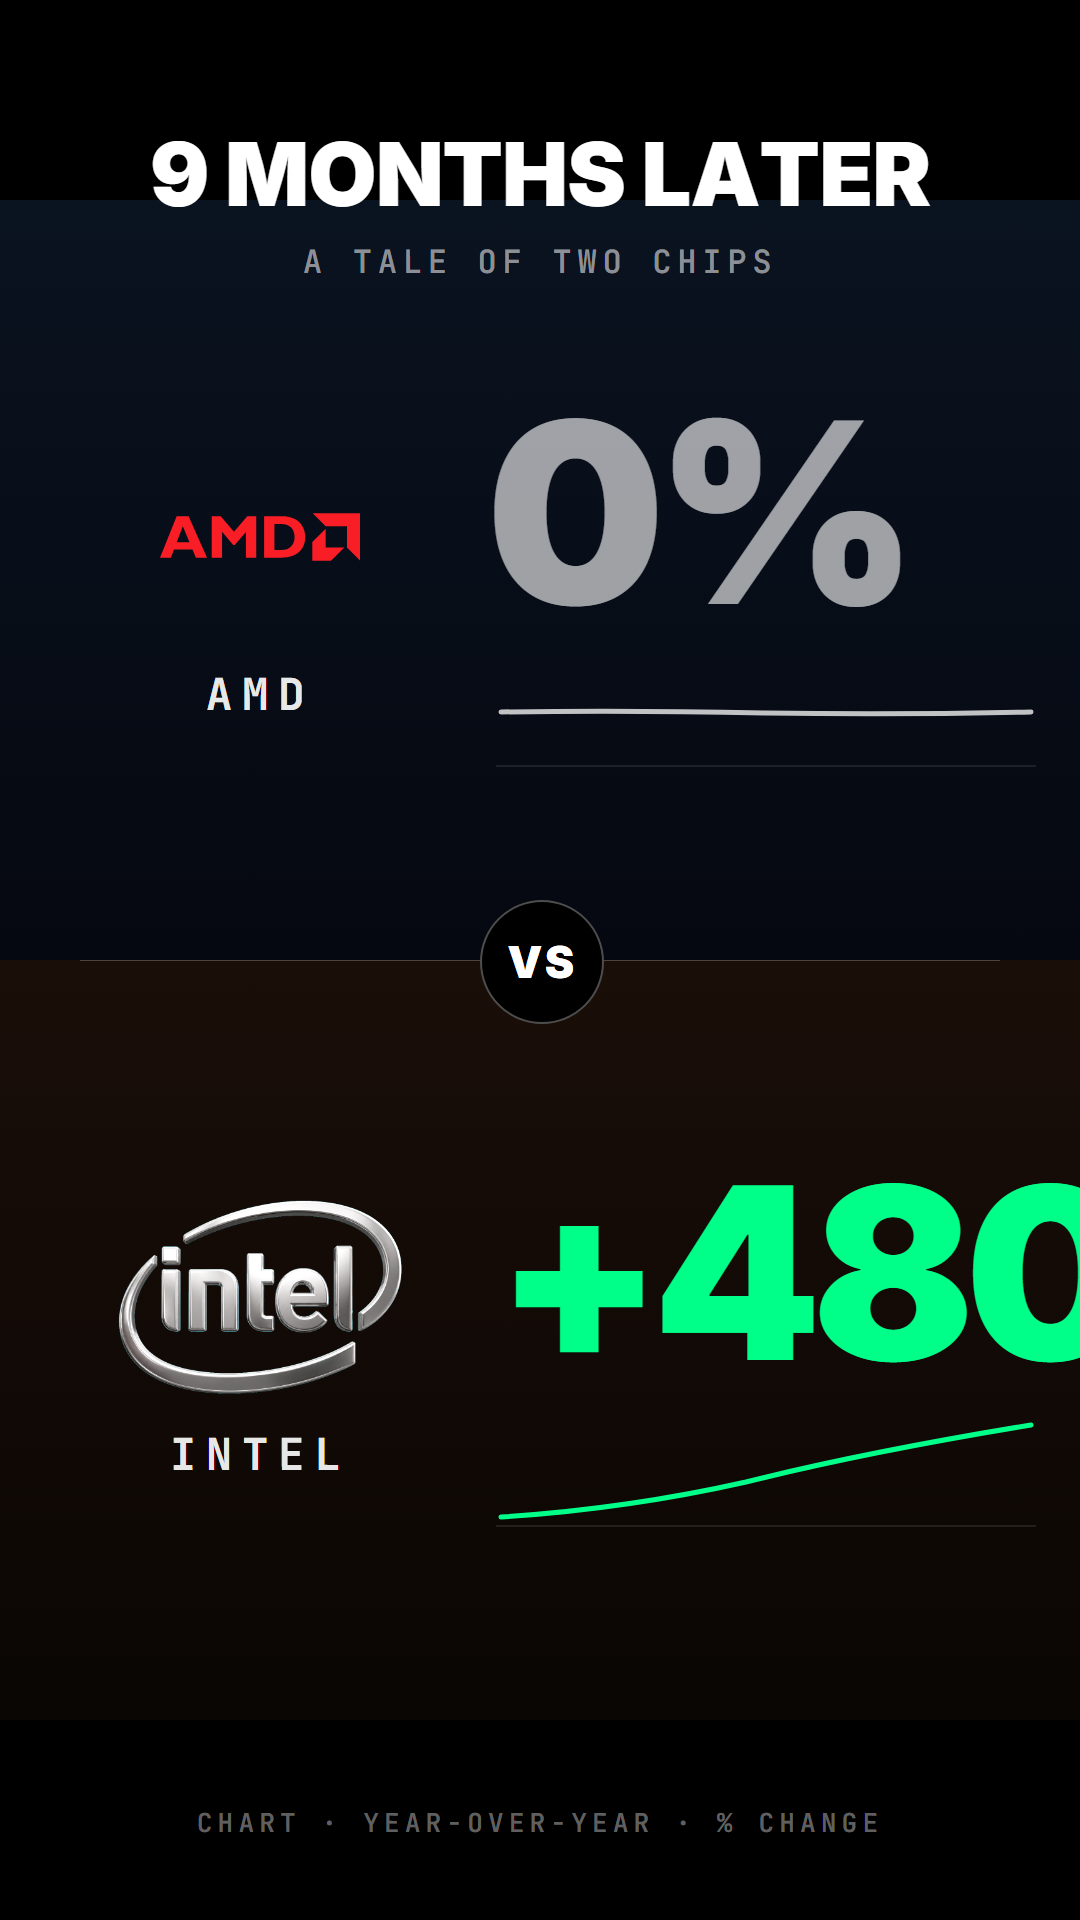 9 MONTHS LATER
A TALE OF TWO CHIPS
0%
AMD
AMD
VS
+480
intel
INTEL
CHART · YEAR-OVER-YEAR · % CHANGE